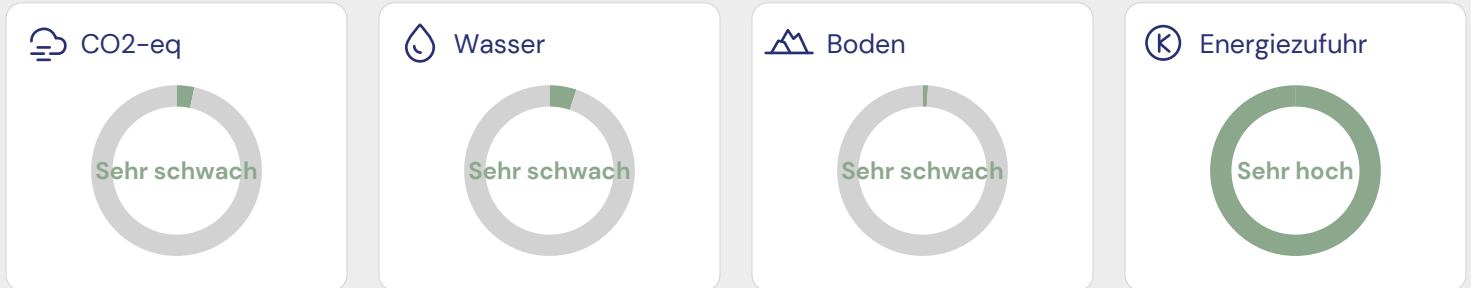 CO2-eq
Sehr schwach
Wasser
Sehr schwach
Boden
Sehr schwach
K Energiezufuhr
Sehr hoch